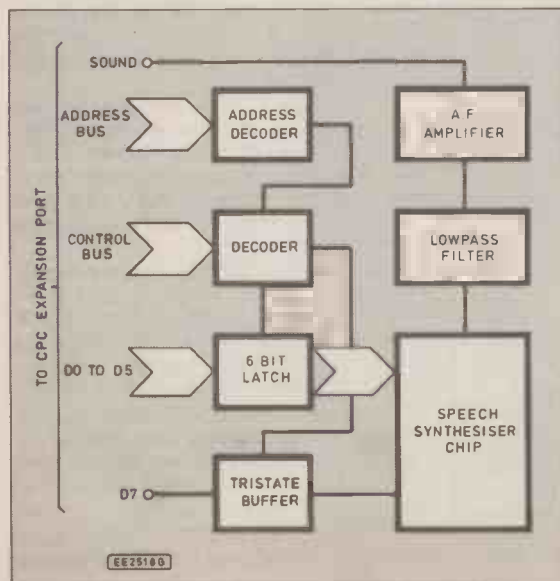 TO CPC EXPANSION PORT
SOUND
ADDRESS
BUS
ADDRESS
DECODER
A.F
AMPLIFIER
CONTROL
BUS
DECODER
LOWPASS
FILTER
D0 TO D5
6 BIT
LATCH
SPEECH
SYNTHESISER
CHIP
D7
TRISTATE
BUFFER
EE2518G